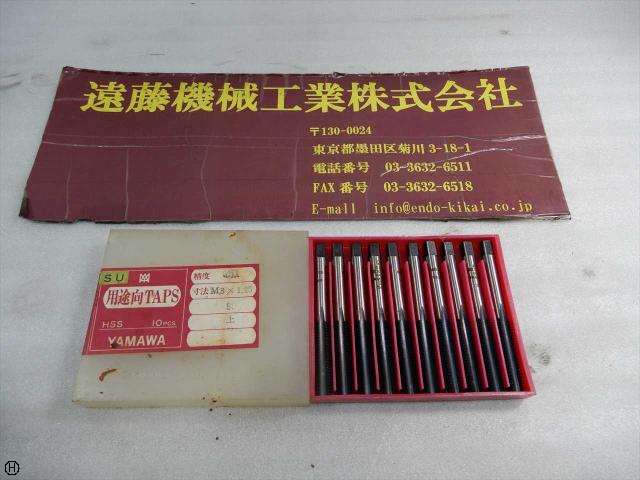 遠藤機械工業株式会社
〒130-0024
東京都墨田区菊川3-18-1
電話番号 03-3632-6511
FAX番号 03-3632-6518
E-mail info@endo-kikai.co.jp
SU
用途向TAPS
HSS 10PCS
YAMAWA
精度
寸法 M8×1.25
上
H